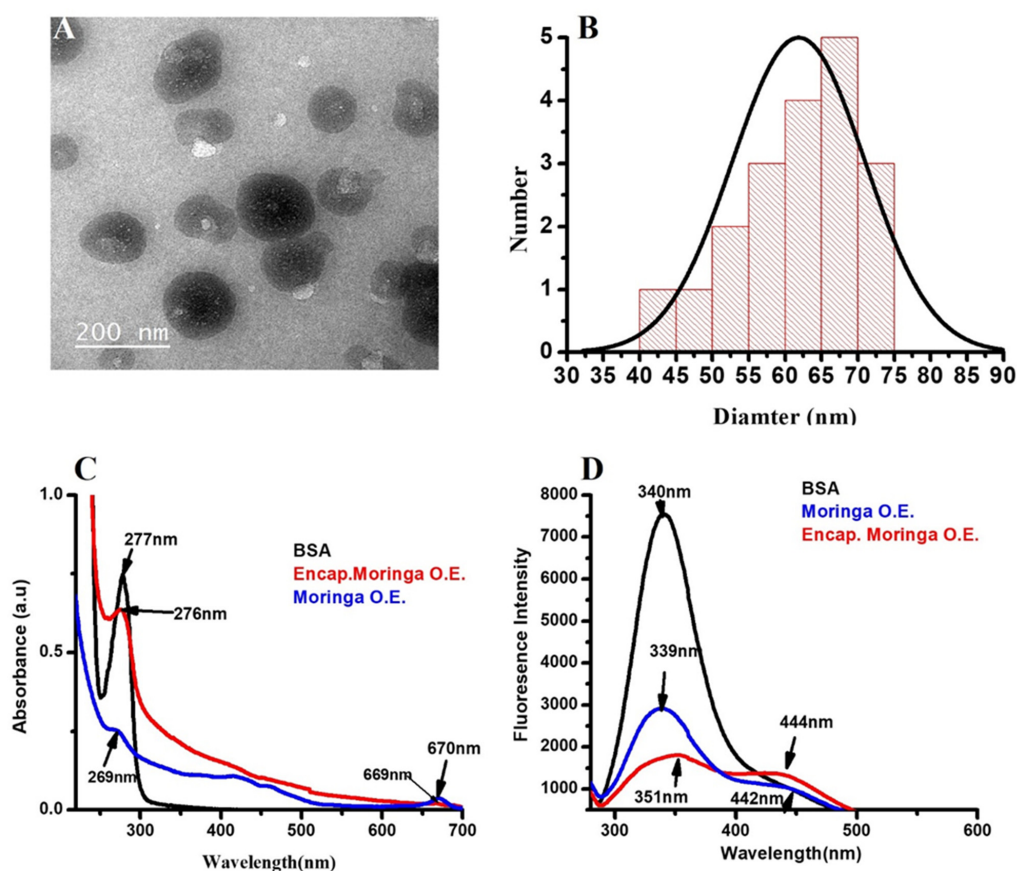 A
200 nm
B
5
4
3
2
1
0
Number
30 35 40 45 50 55 60 65 70 75 80 85 90
Diamter (nm)
C
1.0
0.5
0.0
Absorbance (a.u)
277nm
276nm
BSA
Encap.Moringa O.E.
Moringa O.E.
269nm
669nm
670nm
300 400 500 600 700
Wavelength(nm)
D
8000
7000
6000
5000
4000
3000
2000
1000
Fluoresence Intensity
340nm
BSA
Moringa O.E.
Encap. Moringa O.E.
339nm
444nm
351nm
442nm
300 400 500 600
Wavelength(nm)